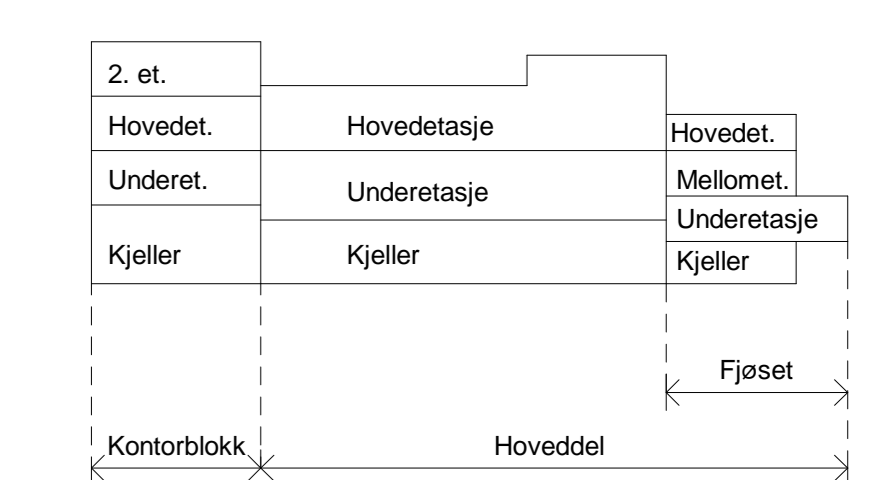 2. et.
Hovedet. Hovedetasje Hovedet.
Underet. Underetasje Mellomet.
Underetasje
Kjeller Kjeller Kjeller
Fjøset
Kontorblokk Hoveddel